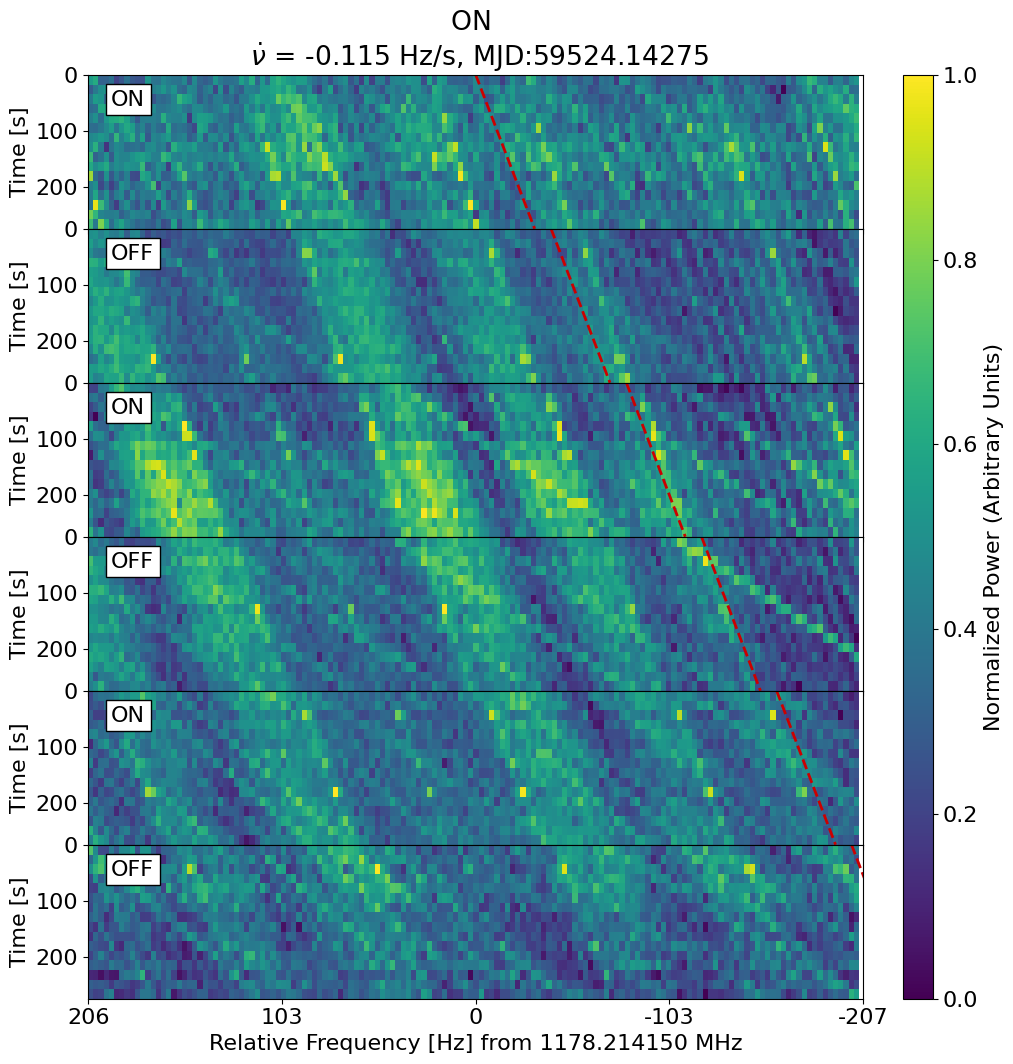 ON
ν̇ = -0.115 Hz/s, MJD:59524.14275
0
ON
100
Time [s]
200
0
OFF
100
Time [s]
200
0
ON
100
Time [s]
200
0
OFF
100
Time [s]
200
0
ON
100
Time [s]
200
0
OFF
100
Time [s]
200
206 103 0 -103 -207
Relative Frequency [Hz] from 1178.214150 MHz
1.0
0.8
0.6
0.4
0.2
0.0
Normalized Power (Arbitrary Units)